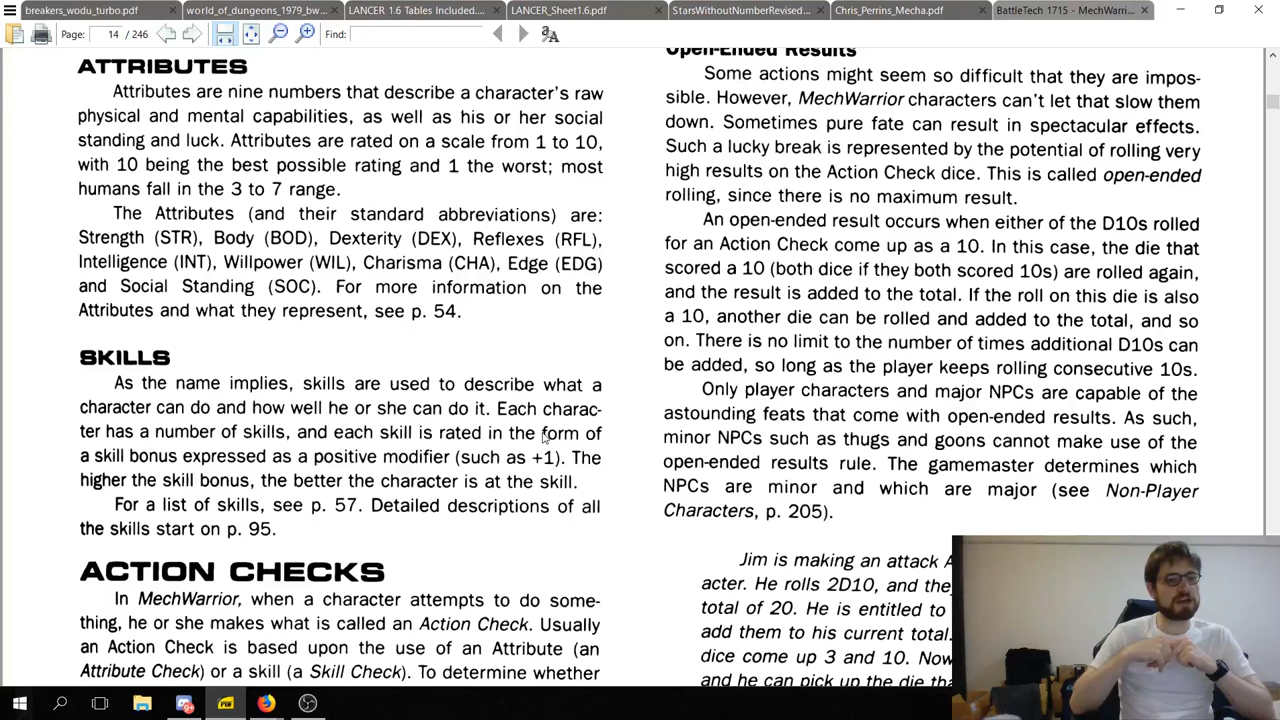 breakers_wodu_turbo.pdf
world_of_dungeons_1979_bw...
LANCER 1.6 Tables Included....
LANCER_Sheet1.6.pdf
StarsWithoutNumberRevised...
Chris_Perrins_Mecha.pdf
BattleTech 1715 - MechWarri...
Page:
14 / 246
Find:
ATTRIBUTES
Attributes are nine numbers that describe a character's raw
physical and mental capabilities, as well as his or her social
standing and luck. Attributes are rated on a scale from 1 to 10,
with 10 being the best possible rating and 1 the worst; most
humans fall in the 3 to 7 range.
The Attributes (and their standard abbreviations) are:
Strength (STR), Body (BOD), Dexterity (DEX), Reflexes (RFL),
Intelligence (INT), Willpower (WIL), Charisma (CHA), Edge (EDG)
and Social Standing (SOC). For more information on the
Attributes and what they represent, see p. 54.
SKILLS
As the name implies, skills are used to describe what a
character can do and how well he or she can do it. Each charac-
ter has a number of skills, and each skill is rated in the form of
a skill bonus expressed as a positive modifier (such as +1). The
higher the skill bonus, the better the character is at the skill.
For a list of skills, see p. 57. Detailed descriptions of all
the skills start on p. 95.
ACTION CHECKS
In MechWarrior, when a character attempts to do some-
thing, he or she makes what is called an Action Check. Usually
an Action Check is based upon the use of an Attribute (an
Attribute Check) or a skill (a Skill Check). To determine whether
Open-Ended Results
Some actions might seem so difficult that they are impos-
sible. However, MechWarrior characters can't let that slow them
down. Sometimes pure fate can result in spectacular effects.
Such a lucky break is represented by the potential of rolling very
high results on the Action Check dice. This is called open-ended
rolling, since there is no maximum result.
An open-ended result occurs when either of the D10s rolled
for an Action Check come up as a 10. In this case, the die that
scored a 10 (both dice if they both scored 10s) are rolled again,
and the result is added to the total. If the roll on this die is also
a 10, another die can be rolled and added to the total, and so
on. There is no limit to the number of times additional D10s can
be added, so long as the player keeps rolling consecutive 10s.
Only player characters and major NPCs are capable of the
astounding feats that come with open-ended results. As such,
minor NPCs such as thugs and goons cannot make use of the
open-ended results rule. The gamemaster determines which
NPCs are minor and which are major (see Non-Player
Characters, p. 205).
Jim is making an attack A
acter. He rolls 2D10, and the
total of 20. He is entitled to
add them to his current total.
dice come up 3 and 10. Now
and he can pick up the die tha